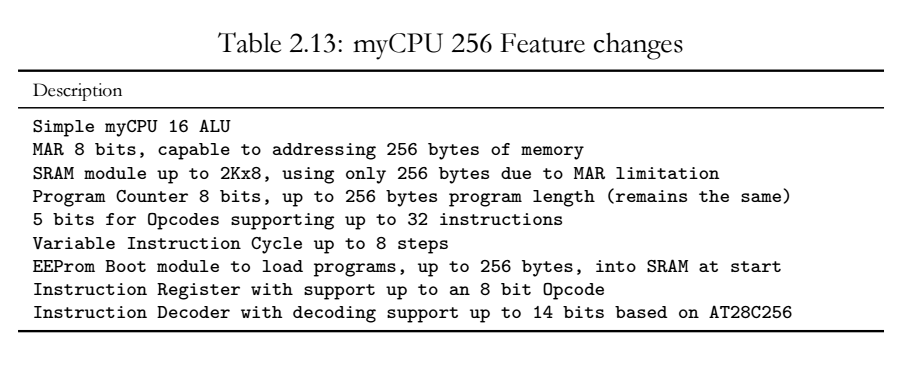 Table 2.13: myCPU 256 Feature changes
Description
Simple myCPU 16 ALU
MAR 8 bits, capable to addressing 256 bytes of memory
SRAM module up to 2Kx8, using only 256 bytes due to MAR limitation
Program Counter 8 bits, up to 256 bytes program length (remains the same)
5 bits for Opcodes supporting up to 32 instructions
Variable Instruction Cycle up to 8 steps
EEProm Boot module to load programs, up to 256 bytes, into SRAM at start
Instruction Register with support up to an 8 bit Opcode
Instruction Decoder with decoding support up to 14 bits based on AT28C256